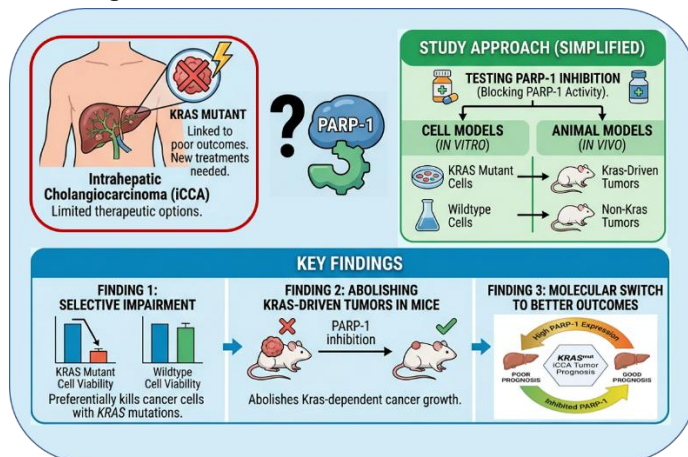 KRAS MUTANT
Linked to
poor outcomes.
New treatments
needed.
Intrahepatic
Cholangiocarcinoma (iCCA)
Limited therapeutic options.
?
PARP-1
STUDY APPROACH (SIMPLIFIED)
TESTING PARP-1 INHIBITION
(Blocking PARP-1 Activity).
CELL MODELS
(IN VITRO)
ANIMAL MODELS
(IN VIVO)
KRAS Mutant
Cells
Kras-Driven
Tumors
Wildtype
Cells
Non-Kras
Tumors
KEY FINDINGS
FINDING 1:
SELECTIVE IMPAIRMENT
KRAS Mutant
Cell Viability
Wildtype
Cell Viability
Preferentially kills cancer cells
with KRAS mutations.
FINDING 2: ABOLISHING
KRAS-DRIVEN TUMORS IN MICE
PARP-1
inhibition
Abolishes Kras-dependent cancer growth.
FINDING 3: MOLECULAR SWITCH
TO BETTER OUTCOMES
High PARP-1 Expression
POOR
PROGNOSIS
KRASmut
iCCA Tumor
Prognosis
GOOD
PROGNOSIS
Inhibited PARP-1